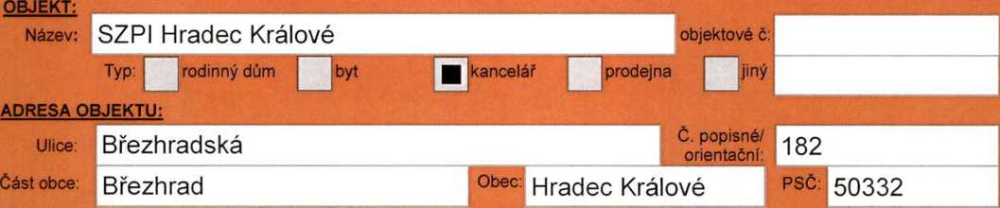 OBJEKT:
Název: SZPI Hradec Králové objektové č:
Typ: rodinný dům byt kancelář prodejna jiný
ADRESA OBJEKTU:
Ulice: Březhradská Č. popisné/ orientační: 182
Část obce: Březhrad Obec: Hradec Králové PSČ: 50332